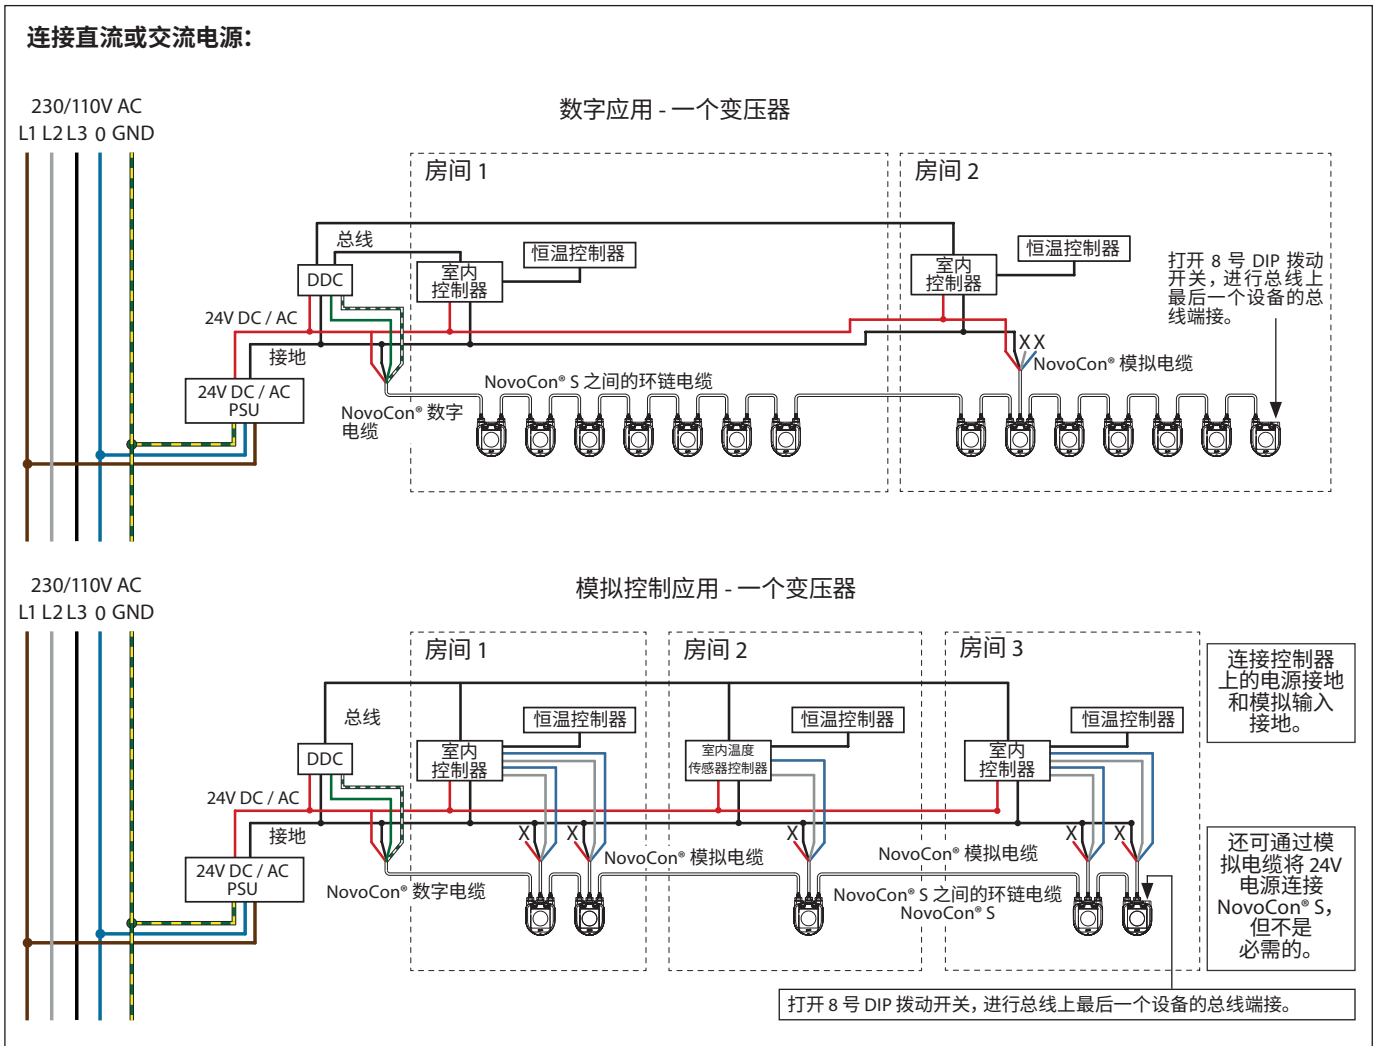 连接直流或交流电源：
230/110V AC
L1 L2 L3 0 GND
数字应用 - 一个变压器
房间 1
房间 2
总线
恒温控制器
恒温控制器
DDC
室内
控制器
室内
控制器
打开 8 号 DIP 拨动
开关，进行总线上
最后一个设备的总
线端接。
24V DC / AC
接地
X X
NovoCon® 模拟电缆
24V DC / AC
PSU
NovoCon® S 之间的环链电缆
NovoCon® 数字
电缆
230/110V AC
L1 L2 L3 0 GND
模拟控制应用 - 一个变压器
房间 1
房间 2
房间 3
连接控制器
上的电源接地
和模拟输入
接地。
总线
恒温控制器
恒温控制器
恒温控制器
DDC
室内
控制器
室内温度
传感器控制器
室内
控制器
24V DC / AC
接地
X
X
X
X
X
24V DC / AC
PSU
NovoCon® 模拟电缆
NovoCon® 模拟电缆
NovoCon® 数字电缆
NovoCon® S 之间的环链电缆
NovoCon® S
还可通过模
拟电缆将 24V
电源连接
NovoCon® S，
但不是
必需的。
打开 8 号 DIP 拨动开关，进行总线上最后一个设备的总线端接。